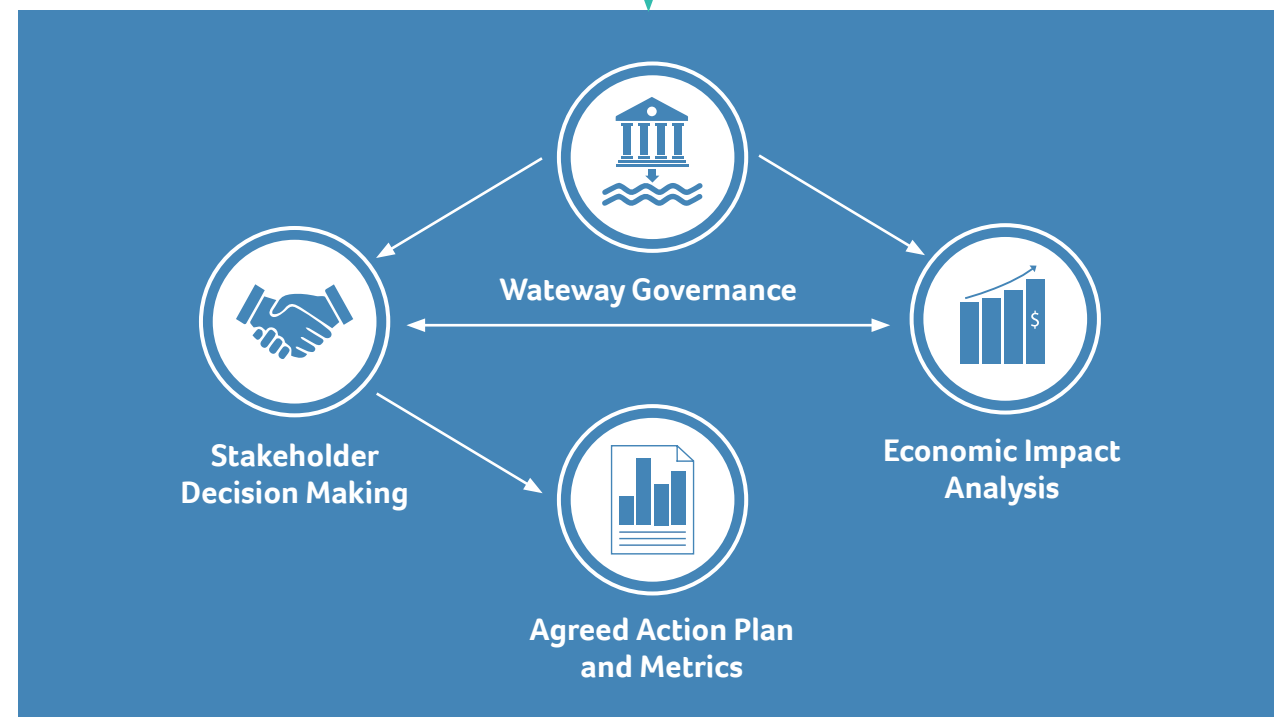 Wateway Governance
$
Stakeholder
Decision Making
Economic Impact
Analysis
Agreed Action Plan
and Metrics